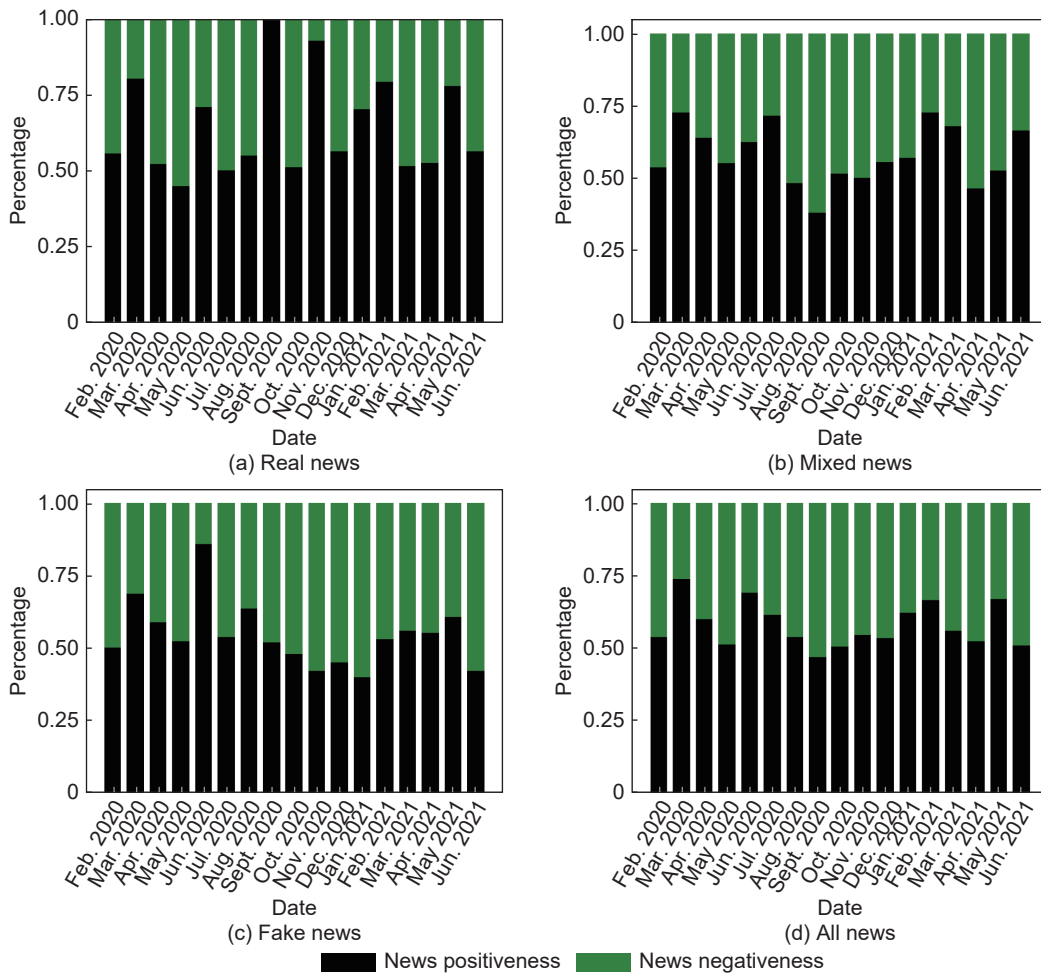 1.00
0.75
0.50
0.25
0
Percentage
Feb. 2020
Mar. 2020
Apr. 2020
May 2020
Jun. 2020
Jul. 2020
Aug. 2020
Sept. 2020
Oct. 2020
Nov. 2020
Dec. 2020
Jan. 2021
Feb. 2021
Mar. 2021
Apr. 2021
May 2021
Jun. 2021
Date
(a) Real news
1.00
0.75
0.50
0.25
0
Percentage
Feb. 2020
Mar. 2020
Apr. 2020
May 2020
Jun. 2020
Jul. 2020
Aug. 2020
Sept. 2020
Oct. 2020
Nov. 2020
Dec. 2020
Jan. 2021
Feb. 2021
Mar. 2021
Apr. 2021
May 2021
Jun. 2021
Date
(b) Mixed news
1.00
0.75
0.50
0.25
0
Percentage
Feb. 2020
Mar. 2020
Apr. 2020
May 2020
Jun. 2020
Jul. 2020
Aug. 2020
Sept. 2020
Oct. 2020
Nov. 2020
Dec. 2020
Jan. 2021
Feb. 2021
Mar. 2021
Apr. 2021
May 2021
Jun. 2021
Date
(c) Fake news
1.00
0.75
0.50
0.25
0
Percentage
Feb. 2020
Mar. 2020
Apr. 2020
May 2020
Jun. 2020
Jul. 2020
Aug. 2020
Sept. 2020
Oct. 2020
Nov. 2020
Dec. 2020
Jan. 2021
Feb. 2021
Mar. 2021
Apr. 2021
May 2021
Jun. 2021
Date
(d) All news
News positiveness
News negativeness